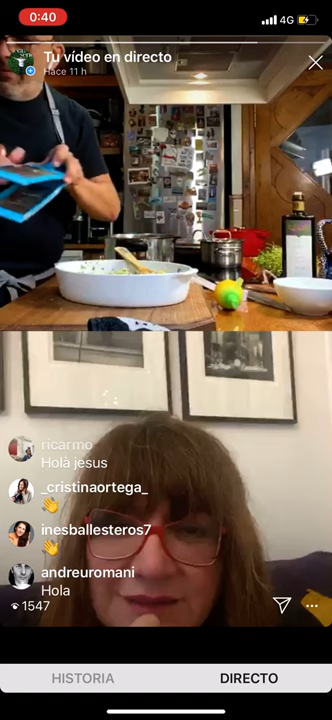 0:40
4G
Tu vídeo en directo
Hace 11 h
ricarmo
Holà jesus
_cristinaortega_
👋
inesballesteros7
👋
andreuromani
Hola
1547
HISTORIA
DIRECTO